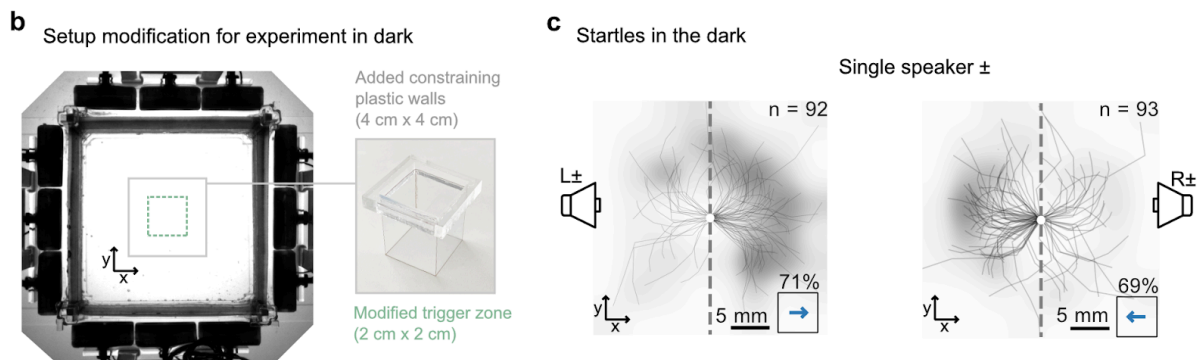 b
Setup modification for experiment in dark
Added constraining
plastic walls
(4 cm x 4 cm)
y
x
Modified trigger zone
(2 cm x 2 cm)
c
Startles in the dark
Single speaker ±
n = 92
L±
71%
y
x
5 mm
n = 93
R±
69%
y
x
5 mm